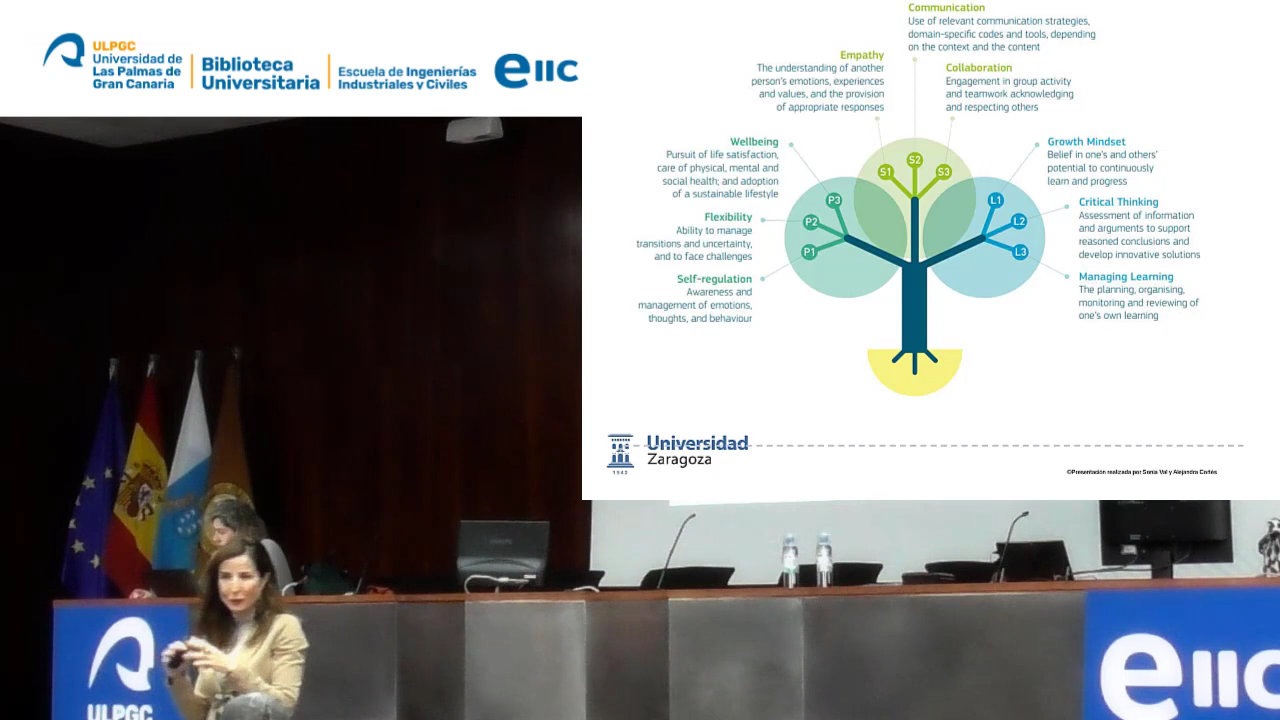 ULPGC
Universidad de
Las Palmas de
Gran Canaria
Biblioteca
Universitaria
Escuela de Ingenierías
Industriales y Civiles
eiic
Communication
Use of relevant communication strategies,
domain-specific codes and tools, depending
on the context and the content
Empathy
The understanding of another
person's emotions, experiences
and values, and the provision
of appropriate responses
Collaboration
Engagement in group activity
and teamwork acknowledging
and respecting others
Wellbeing
Pursuit of life satisfaction,
care of physical, mental and
social health; and adoption
of a sustainable lifestyle
Flexibility
Ability to manage
transitions and uncertainty,
and to face challenges
Self-regulation
Awareness and
management of emotions,
thoughts, and behaviour
Growth Mindset
Belief in one's and others'
potential to continuously
learn and progress
Critical Thinking
Assessment of information
and arguments to support
reasoned conclusions and
develop innovative solutions
Managing Learning
The planning, organising,
monitoring and reviewing of
one's own learning
S1
S2
S3
P3
P2
P1
L1
L2
L3
Universidad
Zaragoza
1542
©Presentación realizada por Sonia Val y Alejandra Cortés
ULPGC
eiic